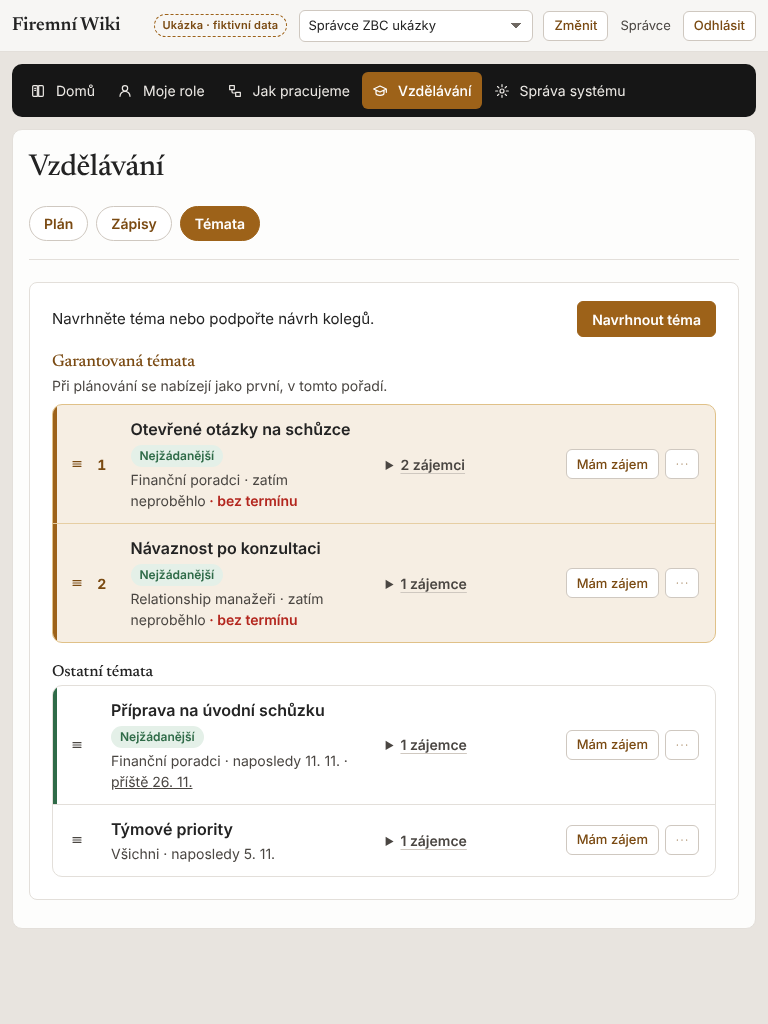 Firemní Wiki
Ukázka · fiktivní data
Správce ZBC ukázky
Změnit
Správce
Odhlásit
Domů
Moje role
Jak pracujeme
Vzdělávání
Správa systému
Vzdělávání
Plán
Zápisy
Témata
Navrhněte téma nebo podpořte návrh kolegů.
Navrhnout téma
Garantovaná témata
Při plánování se nabízejí jako první, v tomto pořadí.
1
Otevřené otázky na schůzce
Nejžádanější
Finanční poradci · zatím
neproběhlo · bez termínu
2 zájemci
Mám zájem
···
2
Návaznost po konzultaci
Nejžádanější
Relationship manažeři · zatím
neproběhlo · bez termínu
1 zájemce
Mám zájem
···
Ostatní témata
Příprava na úvodní schůzku
Nejžádanější
Finanční poradci · naposledy 11. 11. ·
příště 26. 11.
1 zájemce
Mám zájem
···
Týmové priority
Všichni · naposledy 5. 11.
1 zájemce
Mám zájem
···